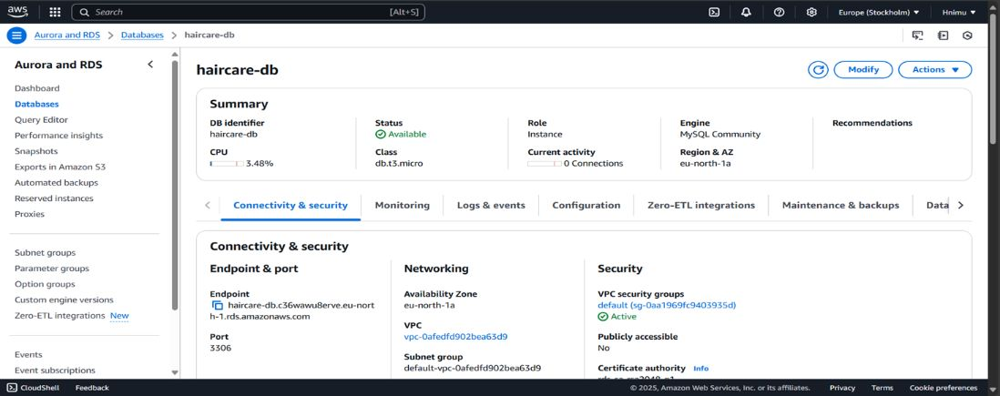 aws
Search [Alt+S] Europe (Stockholm) Hnimu
Aurora and RDS > Databases > haircare-db
Aurora and RDS
Dashboard
Databases
Query Editor
Performance insights
Snapshots
Exports in Amazon S3
Automated backups
Reserved instances
Proxies
Subnet groups
Parameter groups
Option groups
Custom engine versions
Zero-ETL integrations New
Events
Event subscriptions
haircare-db
Modify Actions
Summary
DB identifier
haircare-db
Status
Available
Role
Instance
Engine
MySQL Community
Recommendations
CPU
3.48%
Class
db.t3.micro
Current activity
0 Connections
Region & AZ
eu-north-1a
Connectivity & security Monitoring Logs & events Configuration Zero-ETL integrations Maintenance & backups Data
Connectivity & security
Endpoint & port
Endpoint
haircare-db.c36wawu8erve.eu-nor
th-1.rds.amazonaws.com
Port
3306
Networking
Availability Zone
eu-north-1a
VPC
vpc-0afedfd902bea63d9
Subnet group
default-vpc-0afedfd902bea63d9
Security
VPC security groups
default (sg-0aa1969fc9403935d)
Active
Publicly accessible
No
Certificate authority Info
CloudShell Feedback © 2025, Amazon Web Services, Inc. or its affiliates. Privacy Terms Cookie preferences